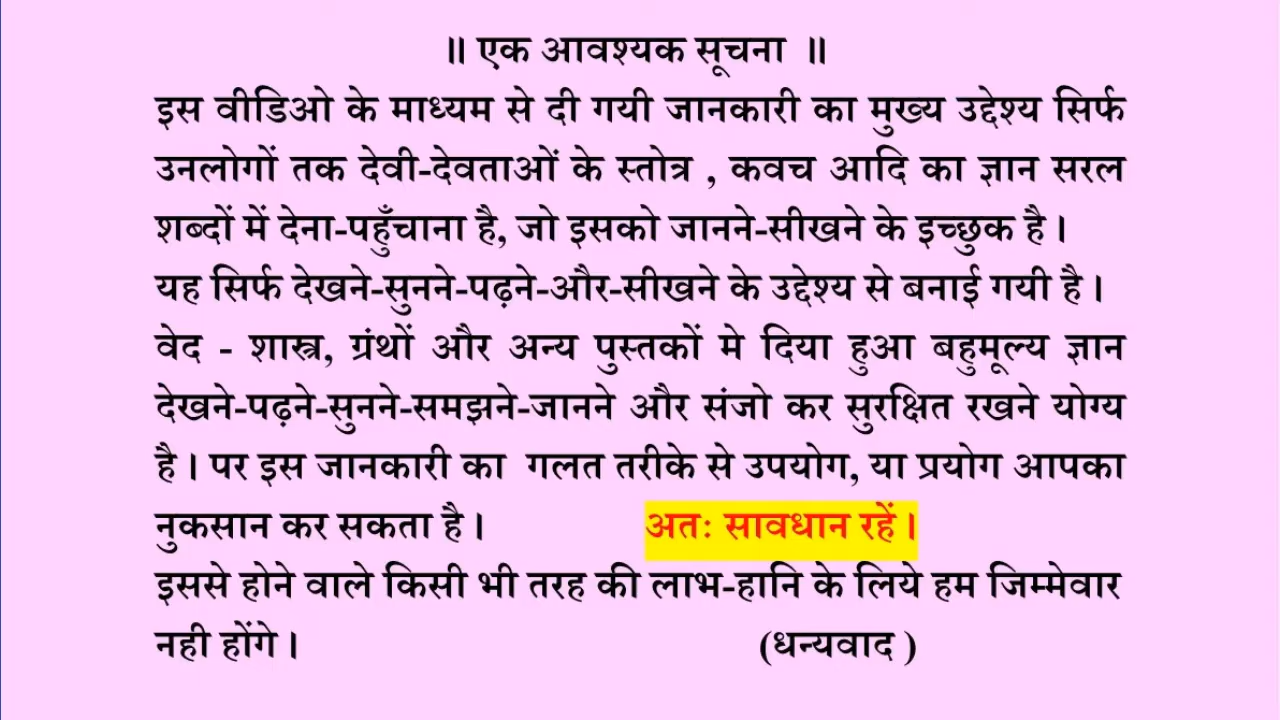 ॥ एक आवश्यक सूचना ॥
इस वीडिओ के माध्यम से दी गयी जानकारी का मुख्य उद्देश्य सिर्फ
उनलोगों तक देवी-देवताओं के स्तोत्र , कवच आदि का ज्ञान सरल
शब्दों में देना-पहुँचाना है, जो इसको जानने-सीखने के इच्छुक है।
यह सिर्फ देखने-सुनने-पढ़ने-और-सीखने के उद्देश्य से बनाई गयी है।
वेद - शास्त्र, ग्रंथों और अन्य पुस्तकों मे दिया हुआ बहुमूल्य ज्ञान
देखने-पढ़ने-सुनने-समझने-जानने और संजो कर सुरक्षित रखने योग्य
है। पर इस जानकारी का गलत तरीके से उपयोग, या प्रयोग आपका
नुकसान कर सकता है। अतः सावधान रहें।
इससे होने वाले किसी भी तरह की लाभ-हानि के लिये हम जिम्मेवार
नही होंगे। (धन्यवाद )